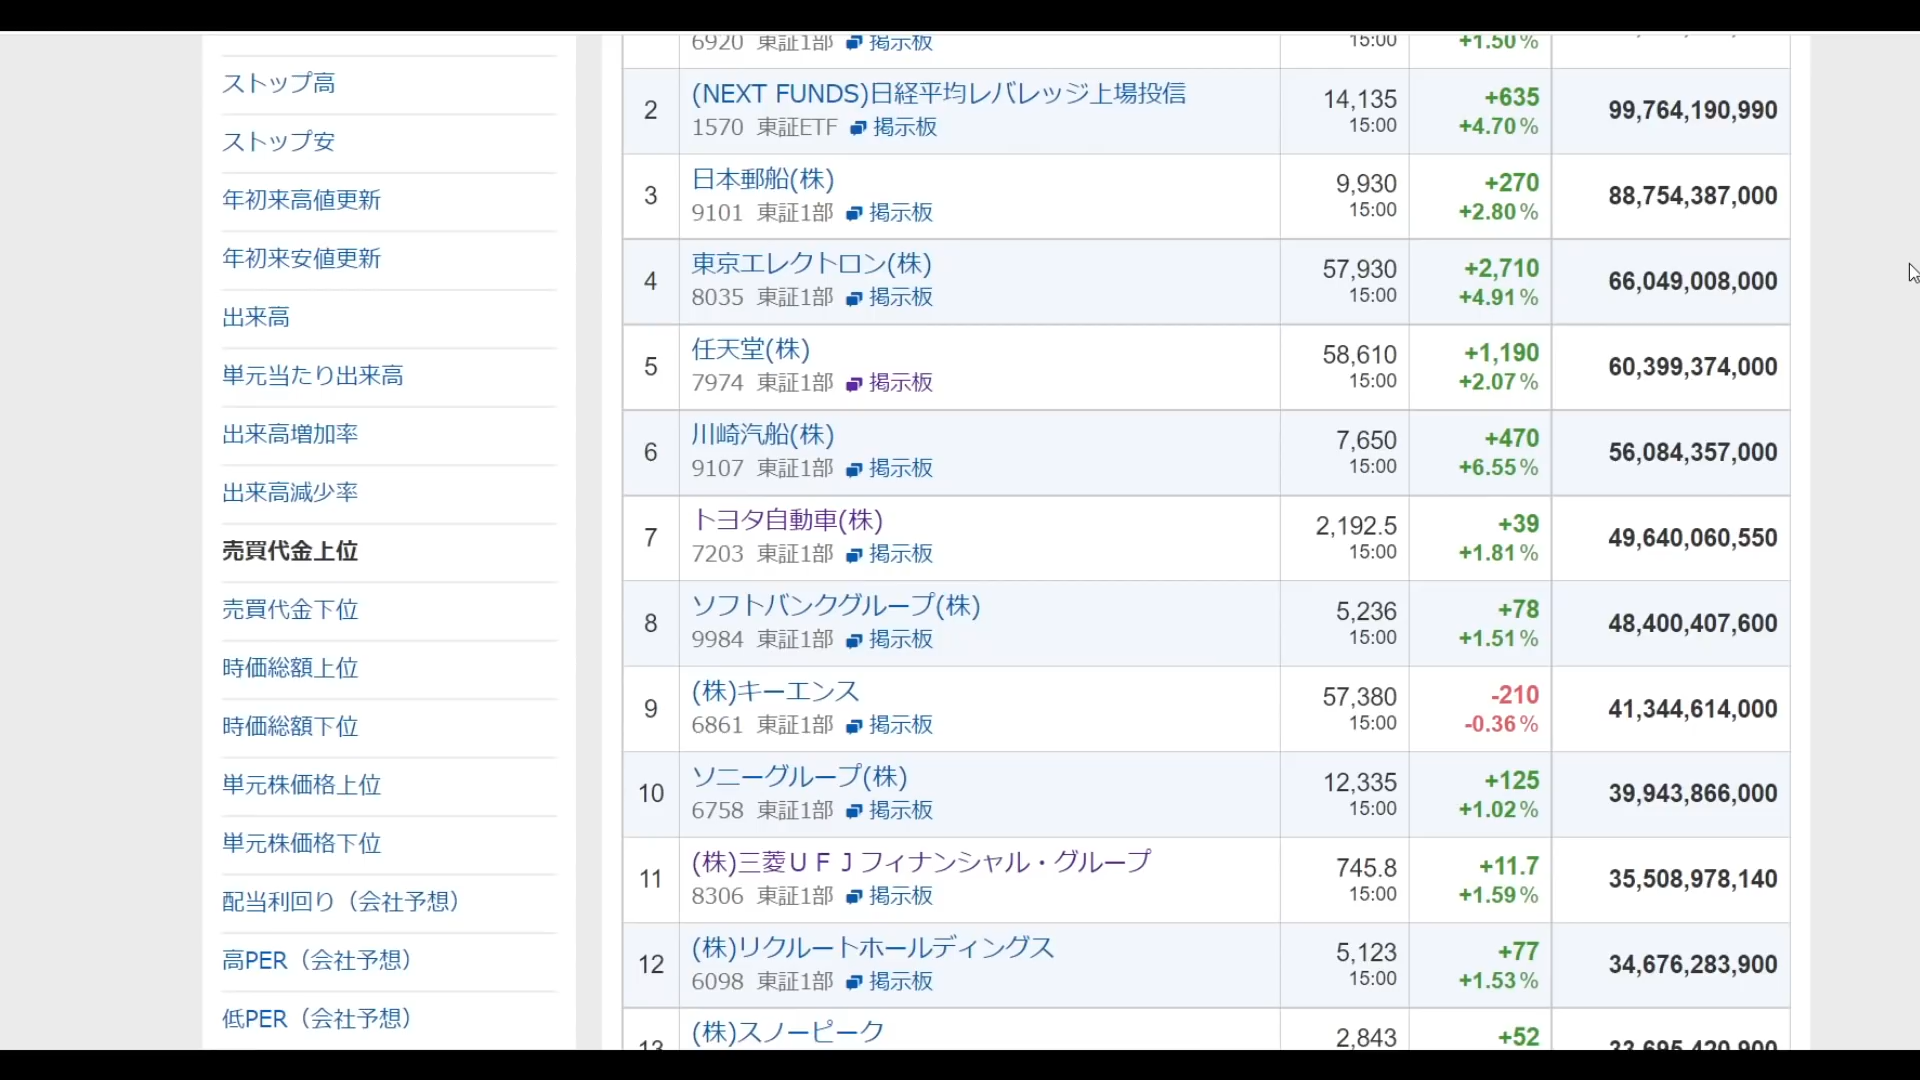 ストップ高
ストップ安
年初来高値更新
年初来安値更新
出来高
単元当たり出来高
出来高増加率
出来高減少率
売買代金上位
売買代金下位
時価総額上位
時価総額下位
単元株価格上位
単元株価格下位
配当利回り（会社予想）
高PER（会社予想）
低PER（会社予想）
6920 東証1部 掲示板 15:00 +1.50%
2 (NEXT FUNDS)日経平均レバレッジ上場投信 14,135 +635 99,764,190,990
1570 東証ETF 掲示板 15:00 +4.70%
3 日本郵船(株) 9,930 +270 88,754,387,000
9101 東証1部 掲示板 15:00 +2.80%
4 東京エレクトロン(株) 57,930 +2,710 66,049,008,000
8035 東証1部 掲示板 15:00 +4.91%
5 任天堂(株) 58,610 +1,190 60,399,374,000
7974 東証1部 掲示板 15:00 +2.07%
6 川崎汽船(株) 7,650 +470 56,084,357,000
9107 東証1部 掲示板 15:00 +6.55%
7 トヨタ自動車(株) 2,192.5 +39 49,640,060,550
7203 東証1部 掲示板 15:00 +1.81%
8 ソフトバンクグループ(株) 5,236 +78 48,400,407,600
9984 東証1部 掲示板 15:00 +1.51%
9 (株)キーエンス 57,380 -210 41,344,614,000
6861 東証1部 掲示板 15:00 -0.36%
10 ソニーグループ(株) 12,335 +125 39,943,866,000
6758 東証1部 掲示板 15:00 +1.02%
11 (株)三菱ＵＦＪフィナンシャル・グループ 745.8 +11.7 35,508,978,140
8306 東証1部 掲示板 15:00 +1.59%
12 (株)リクルートホールディングス 5,123 +77 34,676,283,900
6098 東証1部 掲示板 15:00 +1.53%
13 (株)スノーピーク 2,843 +52 33,695,420,900